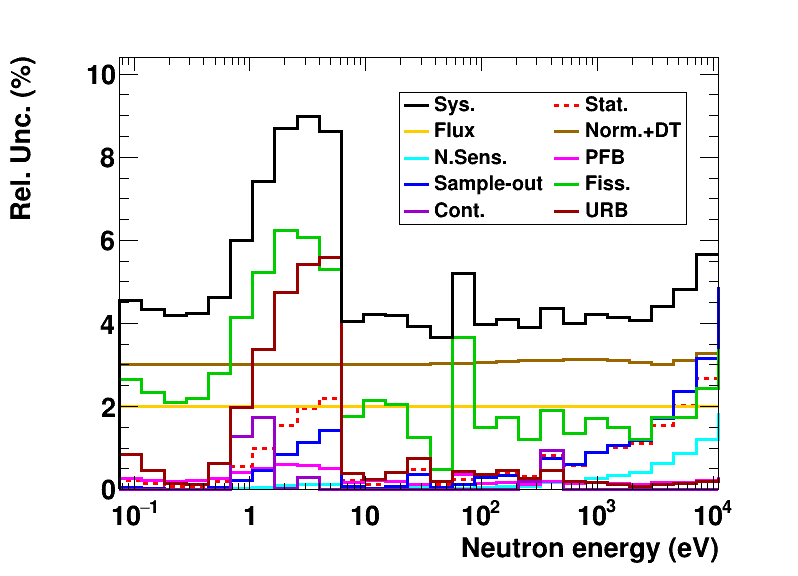 Rel. Unc. (%)
10
8
6
4
2
0
Sys.
Stat.
Flux
Norm.+DT
N.Sens.
PFB
Sample-out
Fiss.
Cont.
URB
10⁻¹ 1 10 10² 10³ 10⁴
Neutron energy (eV)